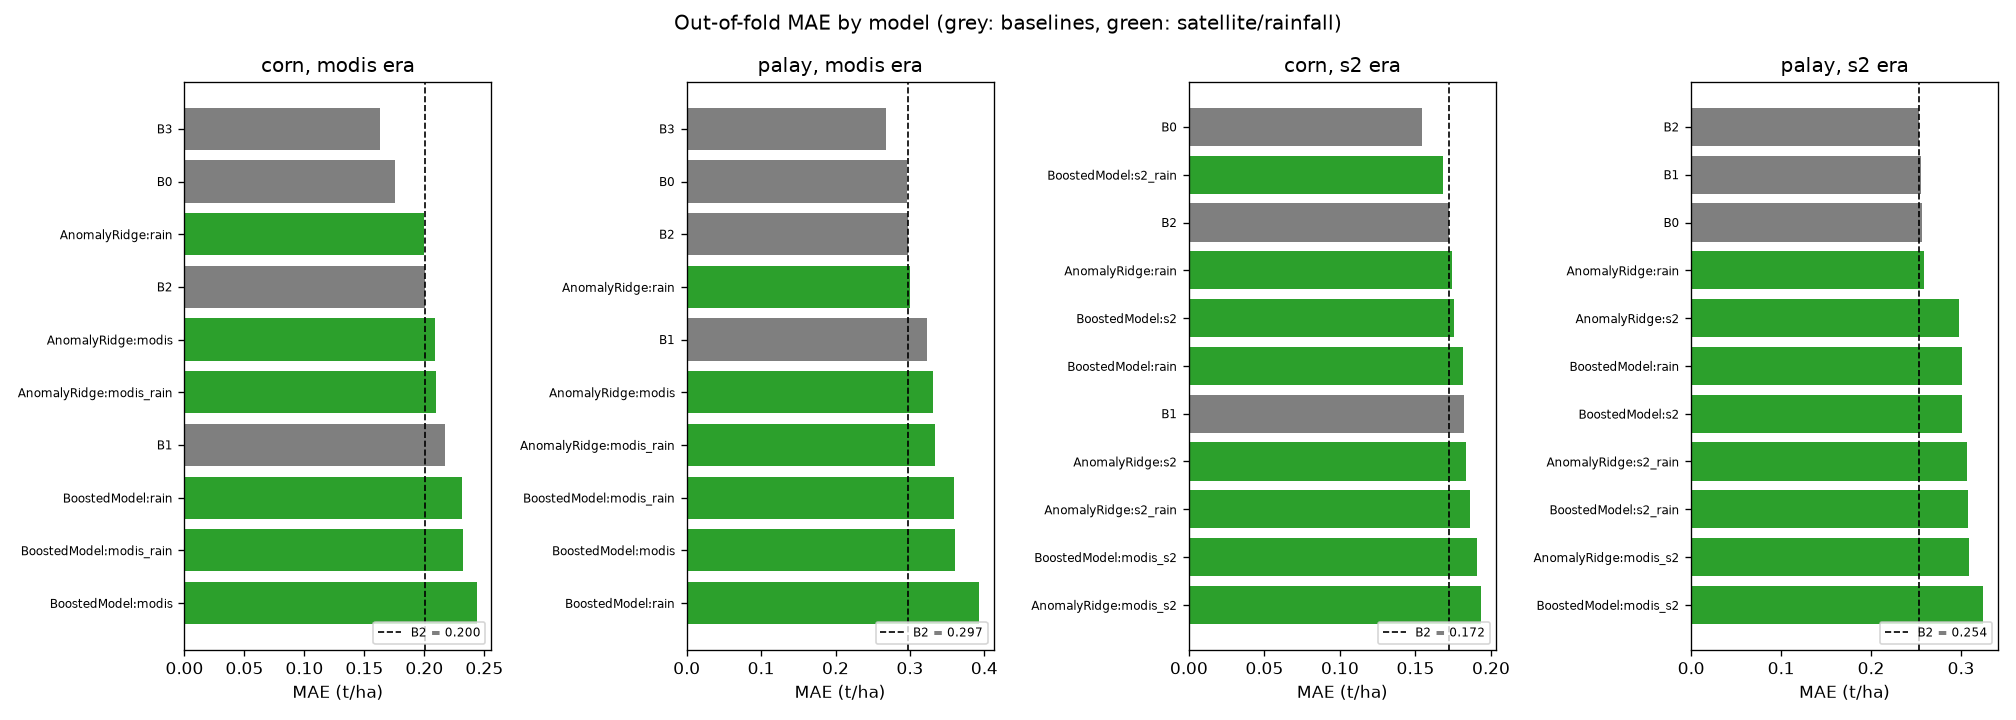 Out-of-fold MAE by model (grey: baselines, green: satellite/rainfall)
corn, modis era
B3
B0
AnomalyRidge:rain
B2
AnomalyRidge:modis
AnomalyRidge:modis_rain
B1
BoostedModel:rain
BoostedModel:modis_rain
BoostedModel:modis
B2 = 0.200
0.00 0.05 0.10 0.15 0.20 0.25
MAE (t/ha)
palay, modis era
B3
B0
B2
AnomalyRidge:rain
B1
AnomalyRidge:modis
AnomalyRidge:modis_rain
BoostedModel:modis_rain
BoostedModel:modis
BoostedModel:rain
B2 = 0.297
0.0 0.1 0.2 0.3 0.4
MAE (t/ha)
corn, s2 era
B0
BoostedModel:s2_rain
B2
AnomalyRidge:rain
BoostedModel:s2
BoostedModel:rain
B1
AnomalyRidge:s2
AnomalyRidge:s2_rain
BoostedModel:modis_s2
AnomalyRidge:modis_s2
B2 = 0.172
0.00 0.05 0.10 0.15 0.20
MAE (t/ha)
palay, s2 era
B2
B1
B0
AnomalyRidge:rain
AnomalyRidge:s2
BoostedModel:rain
BoostedModel:s2
AnomalyRidge:s2_rain
BoostedModel:s2_rain
AnomalyRidge:modis_s2
BoostedModel:modis_s2
B2 = 0.254
0.0 0.1 0.2 0.3
MAE (t/ha)